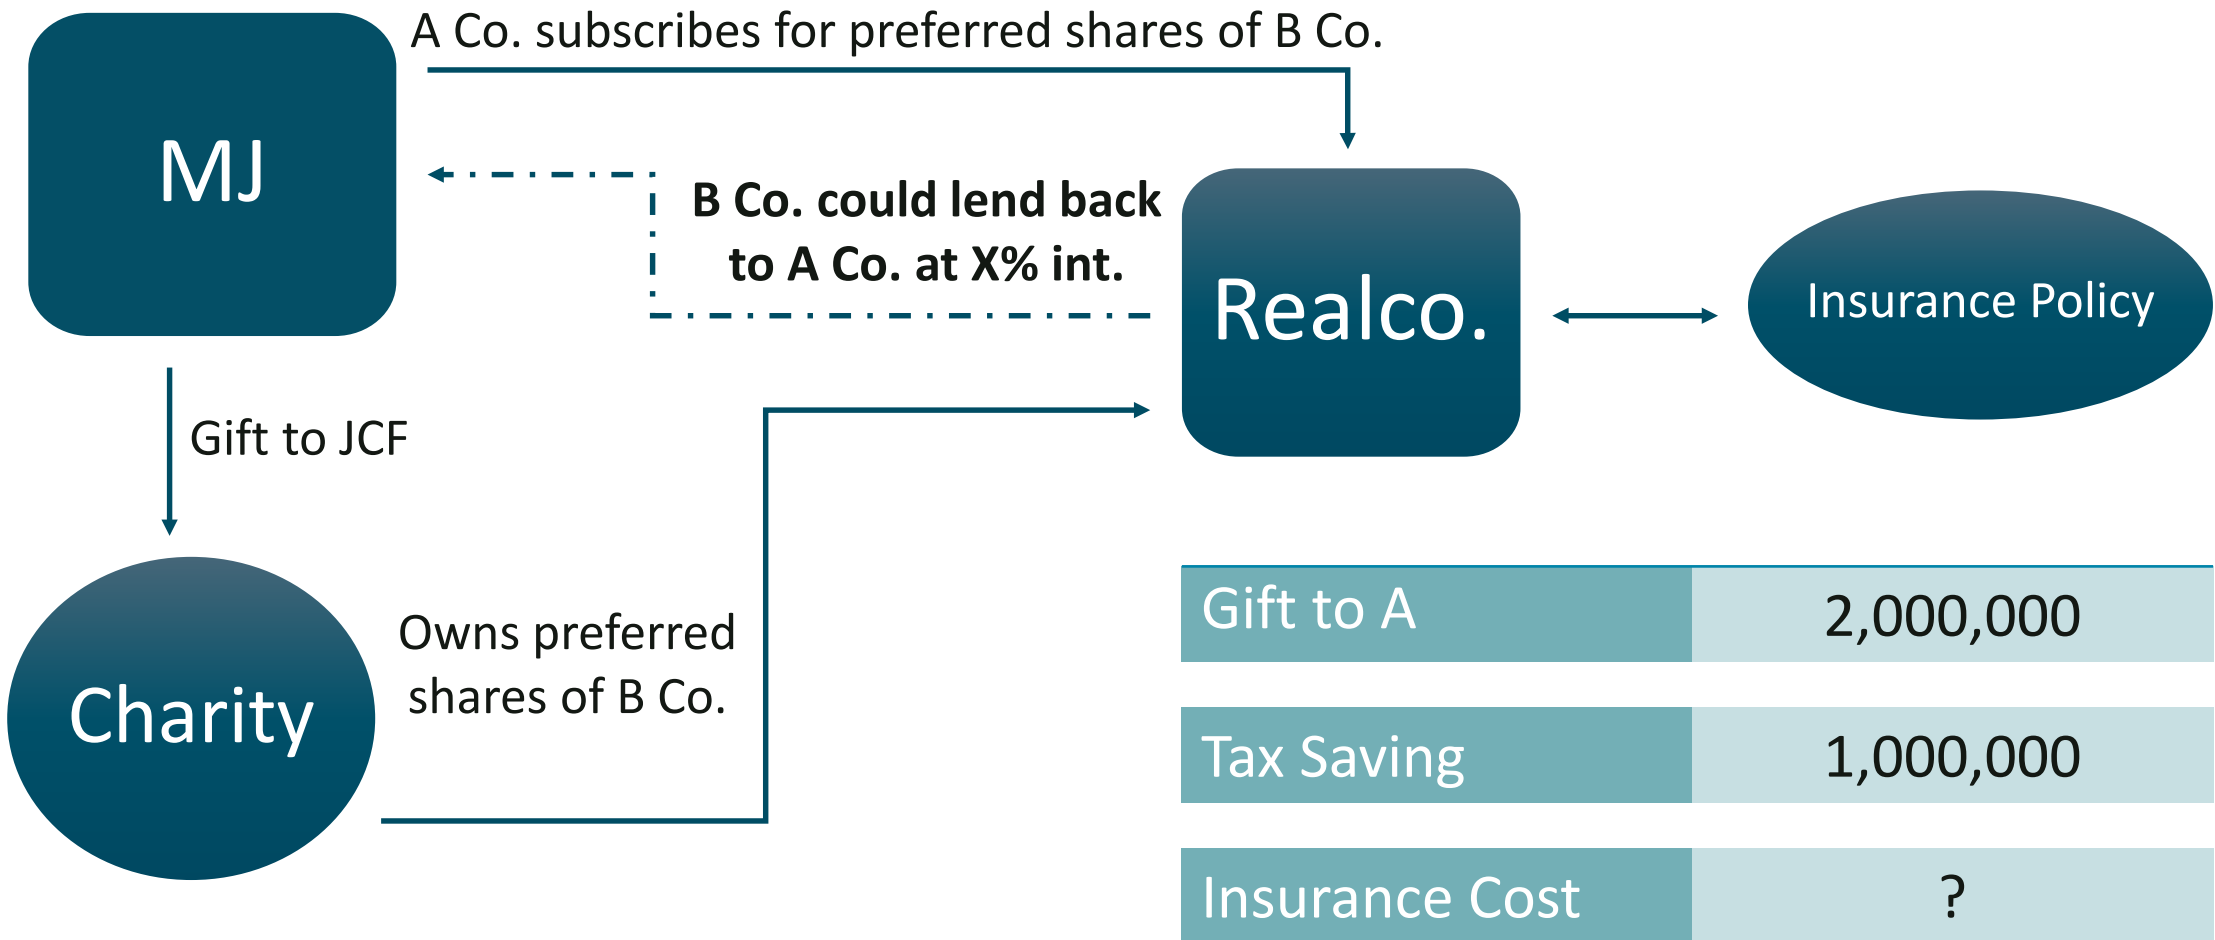 A Co. subscribes for preferred shares of B Co.
MJ
B Co. could lend back
to A Co. at X% int.
Realco.
Insurance Policy
Gift to JCF
Charity
Owns preferred
shares of B Co.
Gift to A 2,000,000
Tax Saving 1,000,000
Insurance Cost ?